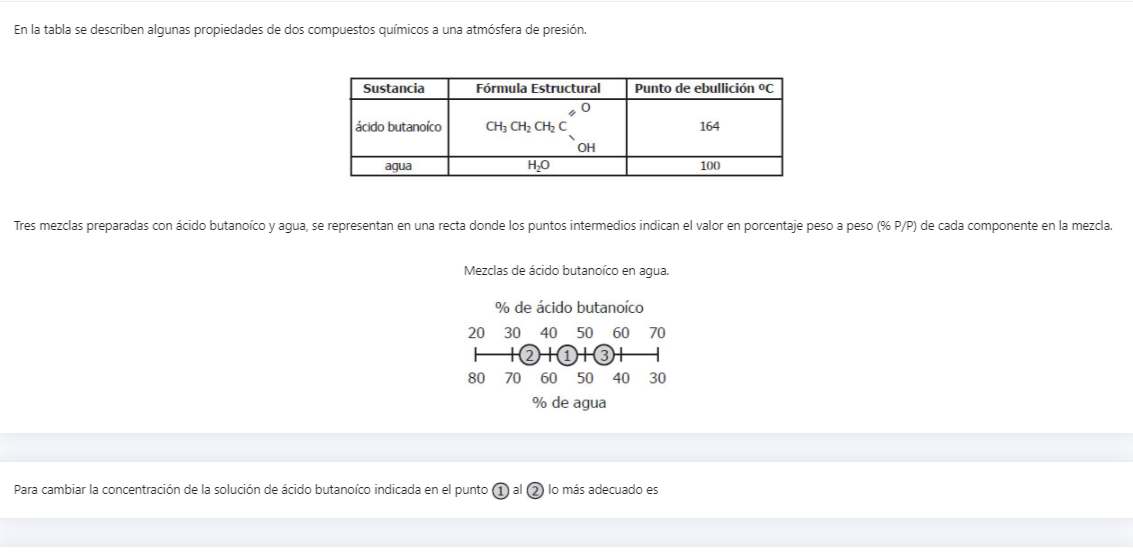 En la tabla se describen algunas propiedades de dos compuestos químicos a una atmósfera de presión.
Sustancia Fórmula Estructural Punto de ebullición ºC
O
ácido butanoíco CH₃ CH₂ CH₂ C 164
OH
agua H₂O 100
Tres mezclas preparadas con ácido butanoíco y agua, se representan en una recta donde los puntos intermedios indican el valor en porcentaje peso a peso (% P/P) de cada componente en la mezcla.
Mezclas de ácido butanoíco en agua.
% de ácido butanoíco
20 30 40 50 60 70
2 1 3
80 70 60 50 40 30
% de agua
Para cambiar la concentración de la solución de ácido butanoíco indicada en el punto ① al ② lo más adecuado es